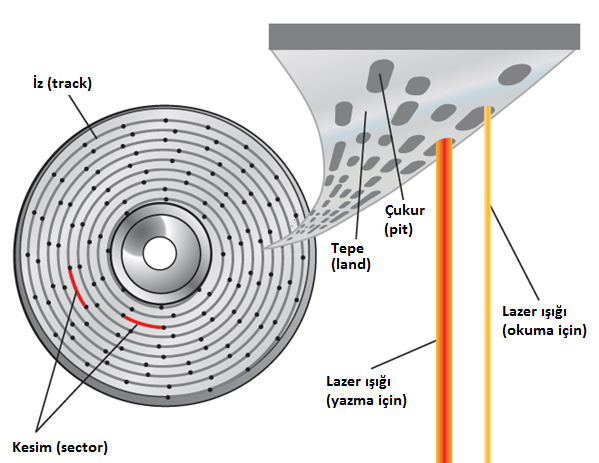 İz (track)
Çukur
(pit)
Tepe
(land)
Lazer ışığı
(okuma için)
Lazer ışığı
(yazma için)
Kesim (sector)